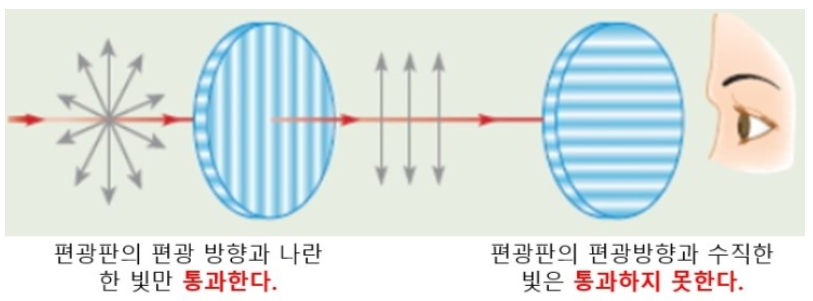 편광판의 편광 방향과 나란
한 빛만 통과한다.
편광판의 편광방향과 수직한
빛은 통과하지 못한다.